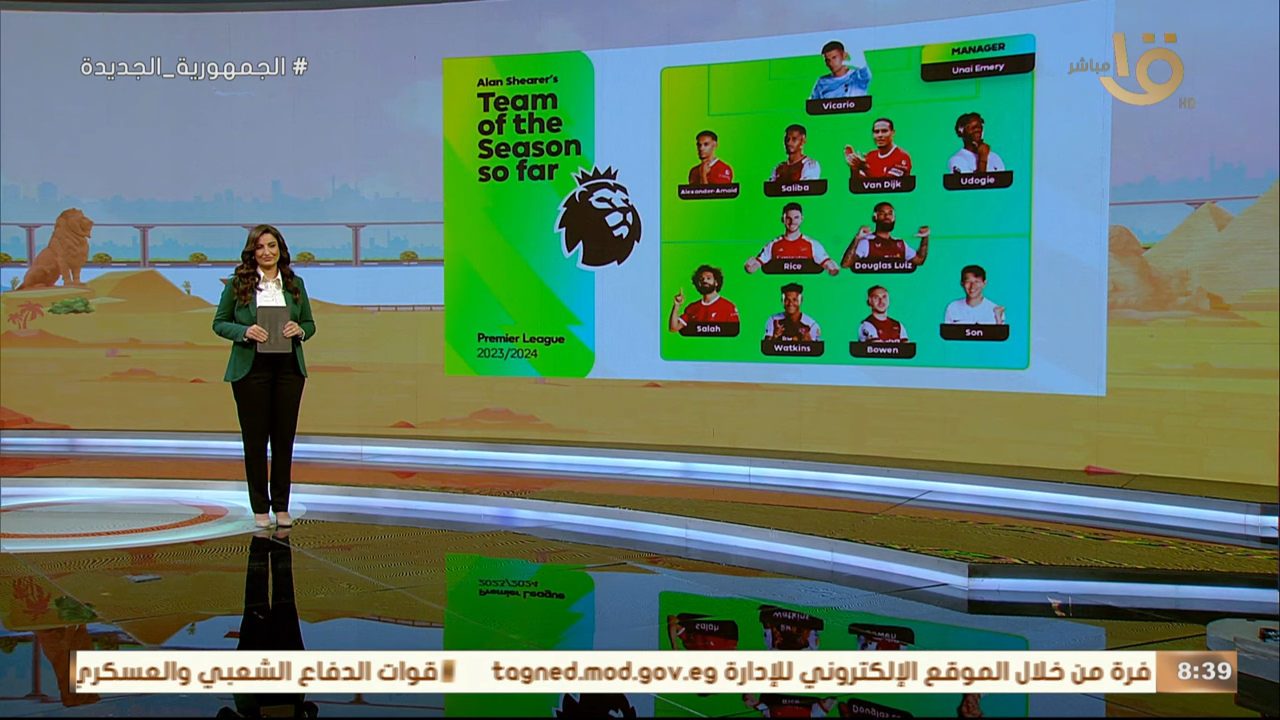 # الجمهورية_الجديدة
مباشر
HD
Alan Shearer's
Team
of the
Season
so far
Premier League
2023/2024
MANAGER
Unai Emery
Vicario
Alexander-Arnold
Saliba
Van Dijk
Udogie
Rice
Douglas Luiz
Salah
Watkins
Bowen
Son
فرة من خلال الموقع الإلكتروني للإدارة tagned.mod.gov.eg
قوات الدفاع الشعبي والعسكري
8:39